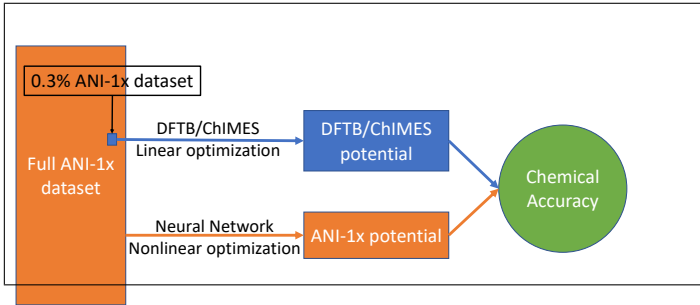 0.3% ANI-1x dataset
Full ANI-1x
dataset
DFTB/ChIMES
Linear optimization
DFTB/ChIMES
potential
Neural Network
Nonlinear optimization
ANI-1x potential
Chemical
Accuracy